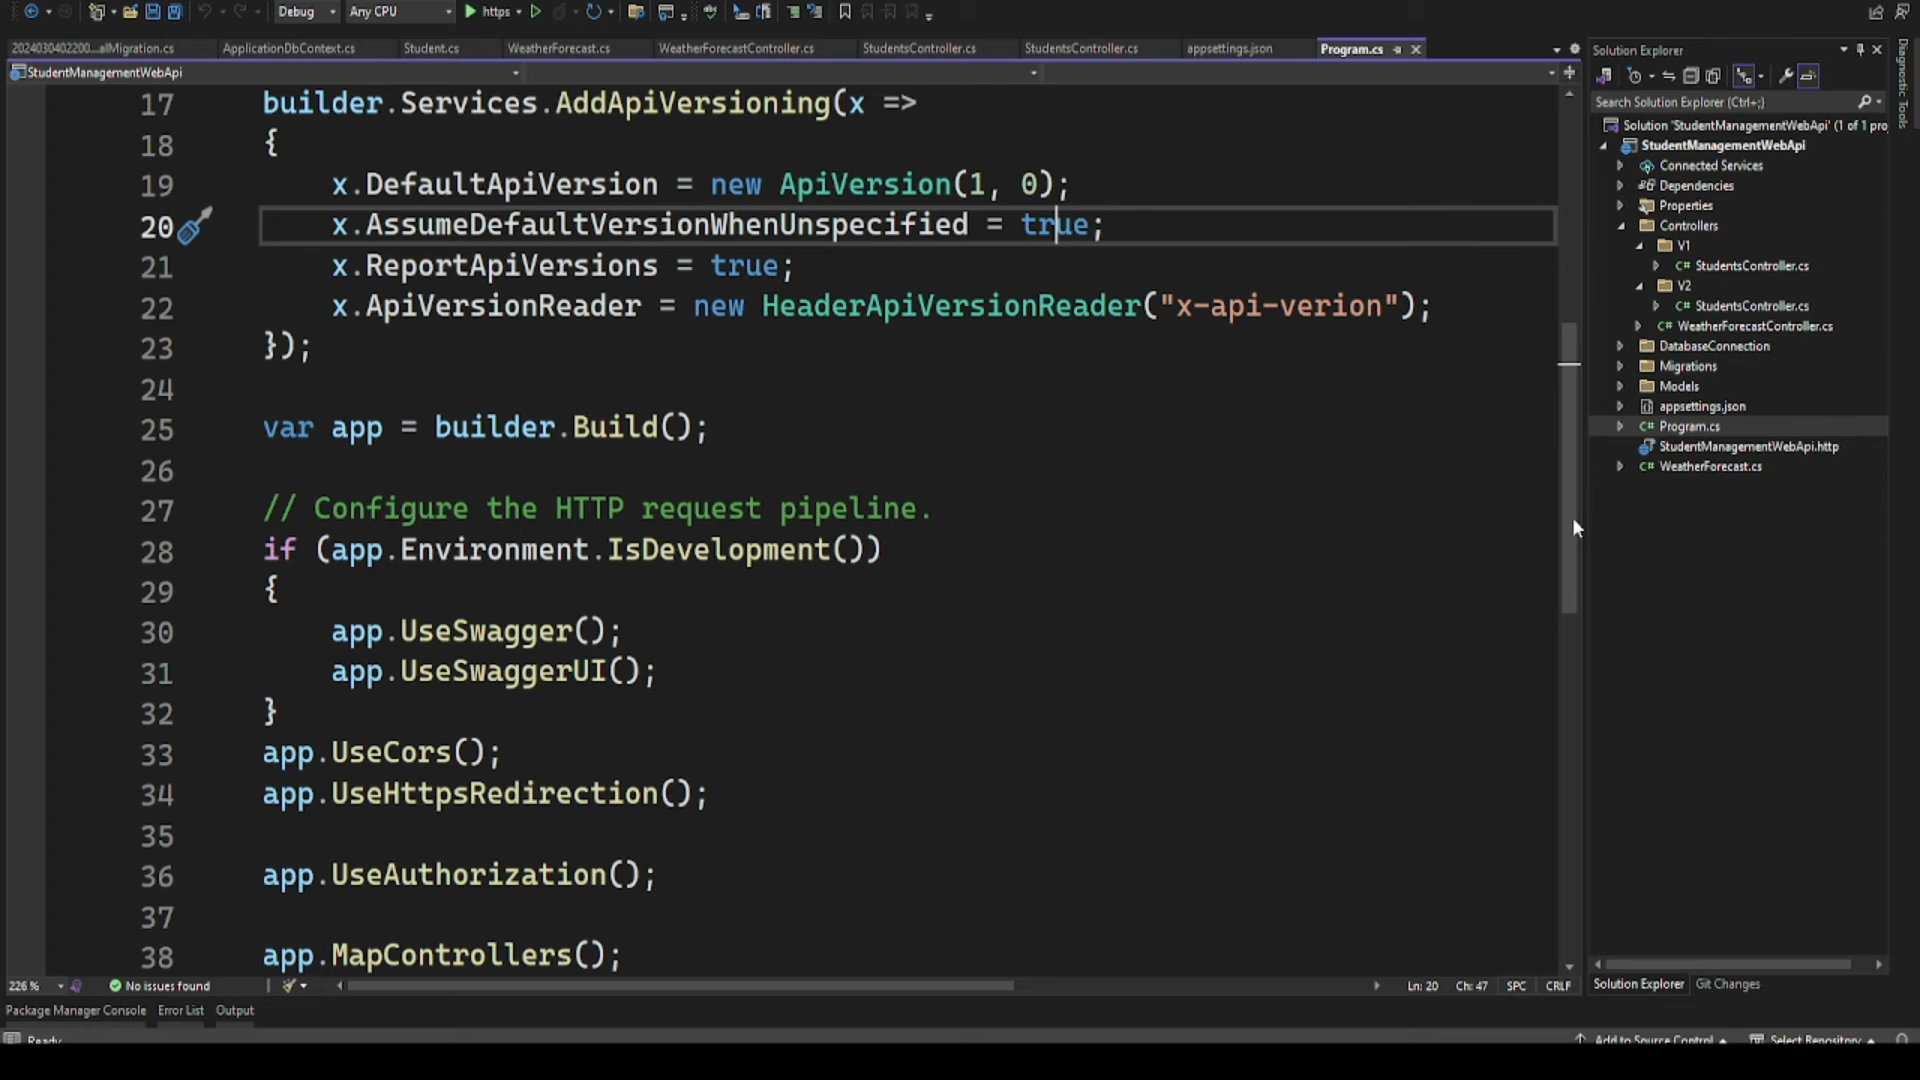 Debug
Any CPU
https
2024030402200...alMigration.cs
ApplicationDbContext.cs
Student.cs
WeatherForecast.cs
WeatherForecastController.cs
StudentsController.cs
StudentsController.cs
appsettings.json
Program.cs
StudentManagementWebApi
17 builder.Services.AddApiVersioning(x =>
18 {
19 x.DefaultApiVersion = new ApiVersion(1, 0);
20 x.AssumeDefaultVersionWhenUnspecified = true;
21 x.ReportApiVersions = true;
22 x.ApiVersionReader = new HeaderApiVersionReader("x-api-verion");
23 });
24
25 var app = builder.Build();
26
27 // Configure the HTTP request pipeline.
28 if (app.Environment.IsDevelopment())
29 {
30 app.UseSwagger();
31 app.UseSwaggerUI();
32 }
33 app.UseCors();
34 app.UseHttpsRedirection();
35
36 app.UseAuthorization();
37
38 app.MapControllers();
226 %
No issues found
Ln: 20
Ch: 47
SPC
CRLF
Package Manager Console
Error List
Output
Ready
Solution Explorer
Search Solution Explorer (Ctrl+;)
Solution 'StudentManagementWebApi' (1 of 1 pro
StudentManagementWebApi
Connected Services
Dependencies
Properties
Controllers
V1
C# StudentsController.cs
V2
C# StudentsController.cs
C# WeatherForecastController.cs
DatabaseConnection
Migrations
Models
appsettings.json
C# Program.cs
StudentManagementWebApi.http
C# WeatherForecast.cs
Solution Explorer
Git Changes
Add to Source Control
Select Repository
Diagnostic Tools